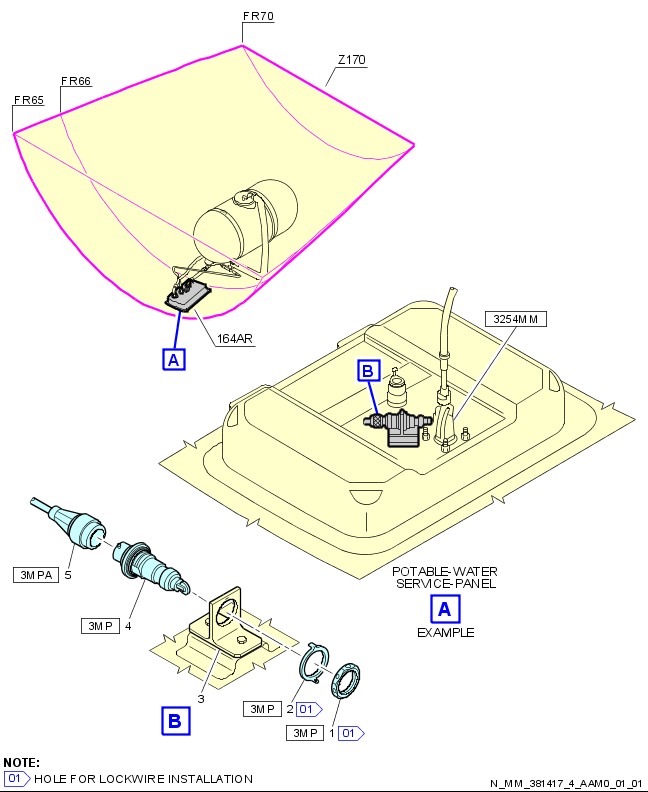 FR70
Z170
FR66
FR65
164AR
A
3254MM
B
POTABLE-WATER
SERVICE-PANEL
A
EXAMPLE
3MPA 5
3MP 4
3
3MP 2 01
3MP 1 01
B
NOTE:
01 HOLE FOR LOCKWIRE INSTALLATION
N_MM_381417_4_AAM0_01_01